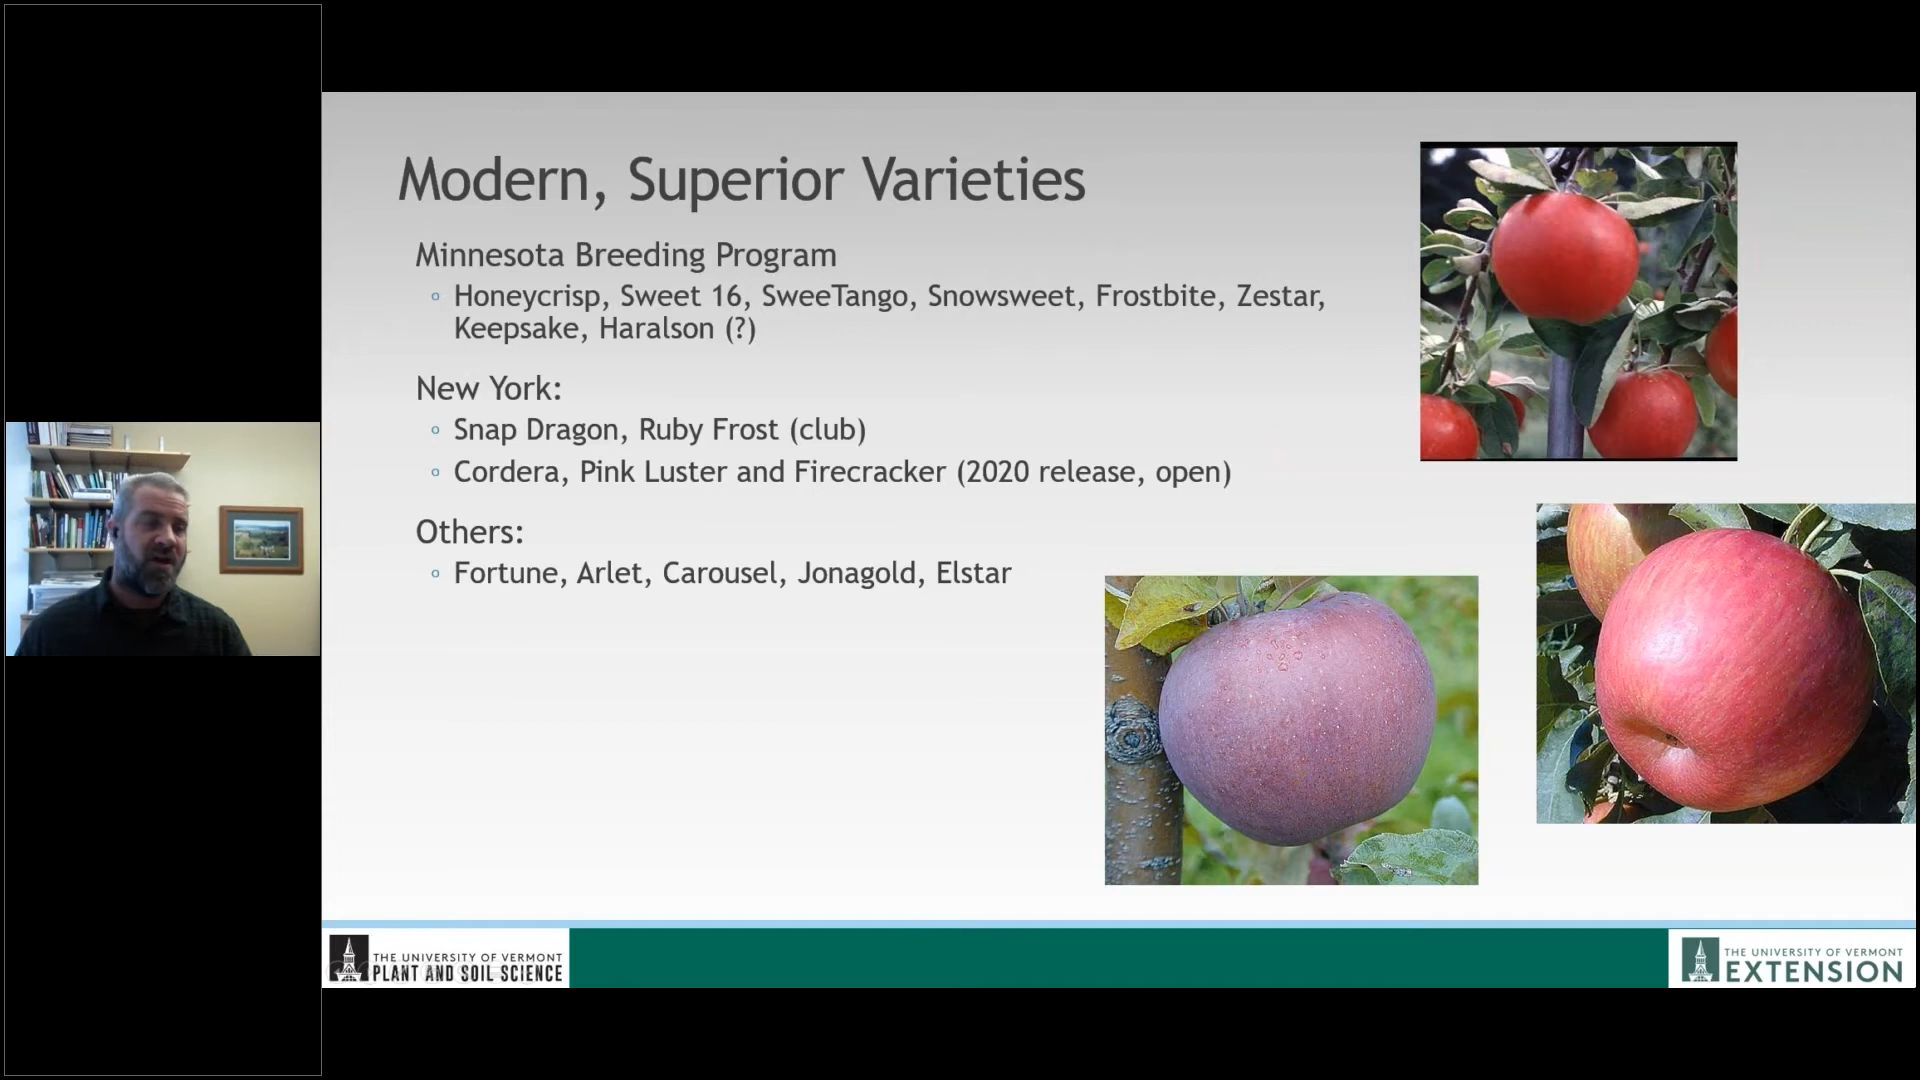 Modern, Superior Varieties
Minnesota Breeding Program
Honeycrisp, Sweet 16, SweeTango, Snowsweet, Frostbite, Zestar,
Keepsake, Haralson (?)
New York:
Snap Dragon, Ruby Frost (club)
Cordera, Pink Luster and Firecracker (2020 release, open)
Others:
Fortune, Arlet, Carousel, Jonagold, Elstar
THE UNIVERSITY OF VERMONT
PLANT AND SOIL SCIENCE
THE UNIVERSITY OF VERMONT
EXTENSION